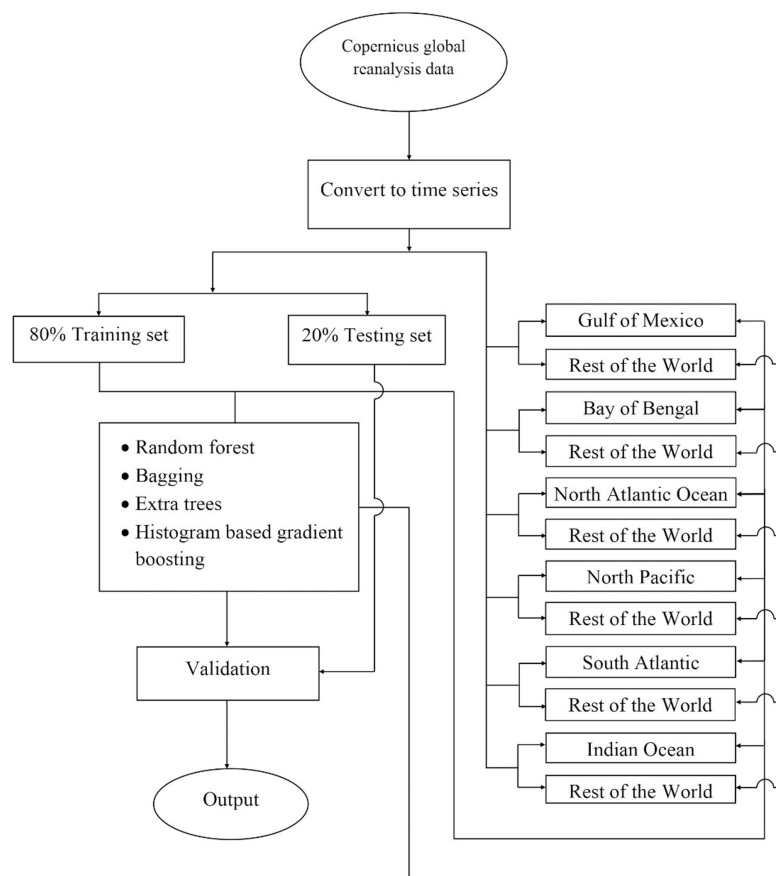 Copernicus global
reanalysis data
Convert to time series
80% Training set
20% Testing set
• Random forest
• Bagging
• Extra trees
• Histogram based gradient
boosting
Validation
Output
Gulf of Mexico
Rest of the World
Bay of Bengal
Rest of the World
North Atlantic Ocean
Rest of the World
North Pacific
Rest of the World
South Atlantic
Rest of the World
Indian Ocean
Rest of the World